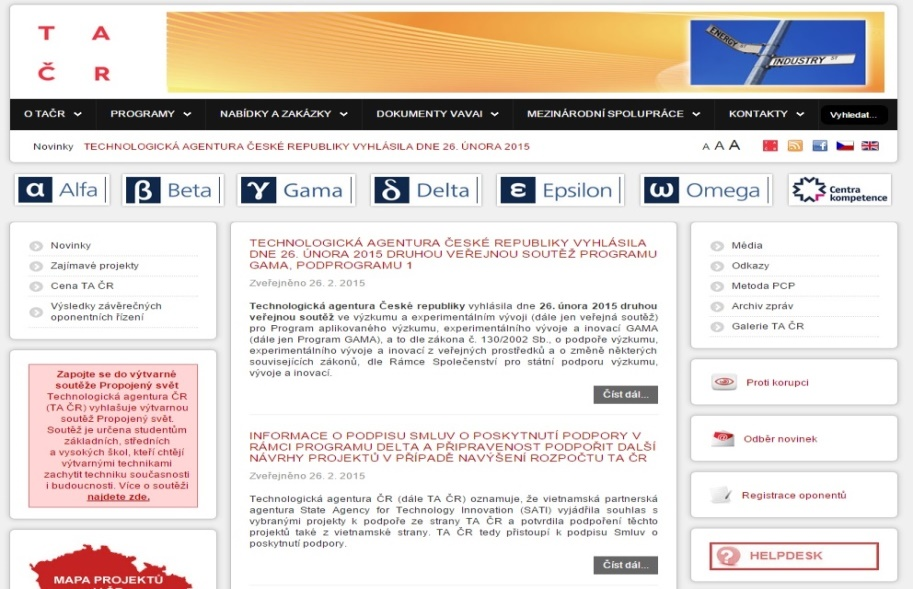 T A
Č R
ENERGY ST
INDUSTRY ST
O TAČR
PROGRAMY
NABÍDKY A ZAKÁZKY
DOKUMENTY VAVAI
MEZINÁRODNÍ SPOLUPRÁCE
KONTAKTY
Vyhledat...
Novinky TECHNOLOGICKÁ AGENTURA ČESKÉ REPUBLIKY VYHLÁSILA DNE 26. ÚNORA 2015
A A A
α Alfa
β Beta
γ Gama
δ Delta
ε Epsilon
ω Omega
Centra
kompetence
Novinky
Zajímavé projekty
Cena TA ČR
Výsledky závěrečných
oponentních řízení
Zapojte se do výtvarné
soutěže Propojený svět
Technologická agentura ČR
(TA ČR) vyhlašuje výtvarnou
soutěž Propojený svět.
Soutěž je určena studentům
základních, středních
a vysokých škol, kteří chtějí
výtvarnými technikami
zachytit techniku současnosti
i budoucnosti. Více o soutěži
najdete zde.
MAPA PROJEKTŮ
TECHNOLOGICKÁ AGENTURA ČESKÉ REPUBLIKY VYHLÁSILA
DNE 26. ÚNORA 2015 DRUHOU VEŘEJNOU SOUTĚŽ PROGRAMU
GAMA, PODPROGRAMU 1
Zveřejněno 26. 2. 2015
Technologická agentura České republiky vyhlásila dne 26. února 2015 druhou
veřejnou soutěž ve výzkumu a experimentálním vývoji (dále jen veřejná soutěž)
pro Program aplikovaného výzkumu, experimentálního vývoje a inovací GAMA
(dále jen Program GAMA), a to dle zákona č. 130/2002 Sb., o podpoře výzkumu,
experimentálního vývoje a inovací z veřejných prostředků a o změně některých
souvisejících zákonů, dle Rámce Společenství pro státní podporu výzkumu,
vývoje a inovací.
Číst dál...
INFORMACE O PODPISU SMLUV O POSKYTNUTÍ PODPORY V
RÁMCI PROGRAMU DELTA A PŘIPRAVENOST PODPOŘIT DALŠÍ
NÁVRHY PROJEKTŮ V PŘÍPADĚ NAVÝŠENÍ ROZPOČTU TA ČR
Zveřejněno 26. 2. 2015
Technologická agentura ČR (dále TA ČR) oznamuje, že vietnamská partnerská
agentura State Agency for Technology Innovation (SATI) vyjádřila souhlas s
vybranými projekty k podpoře ze strany TA ČR a potvrdila podpoření těchto
projektů také z vietnamské strany. TA ČR tedy přistoupí k podpisu Smluv o
poskytnutí podpory.
Číst dál...
Média
Odkazy
Metoda PCP
Archiv zpráv
Galerie TA ČR
Proti korupci
Odběr novinek
Registrace oponentů
HELPDESK